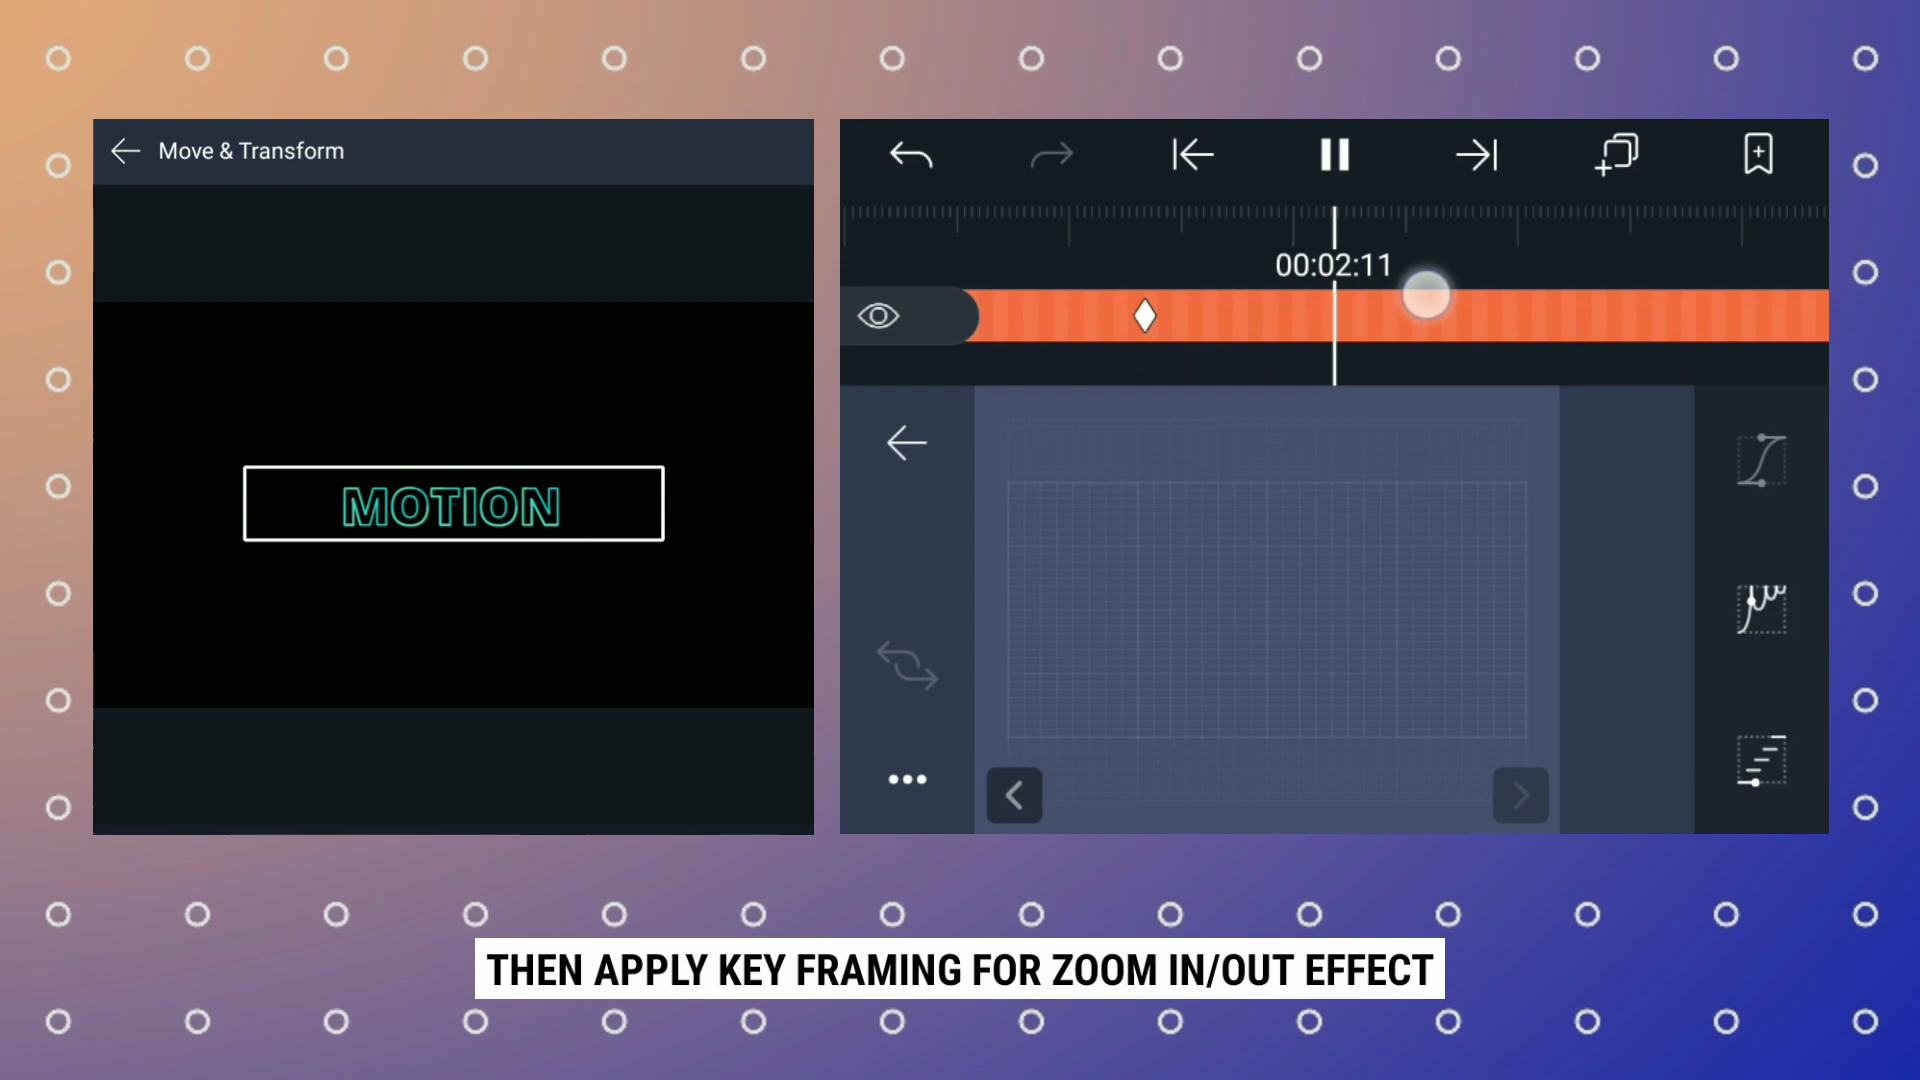 Move & Transform
00:02:11
MOTION
THEN APPLY KEY FRAMING FOR ZOOM IN/OUT EFFECT